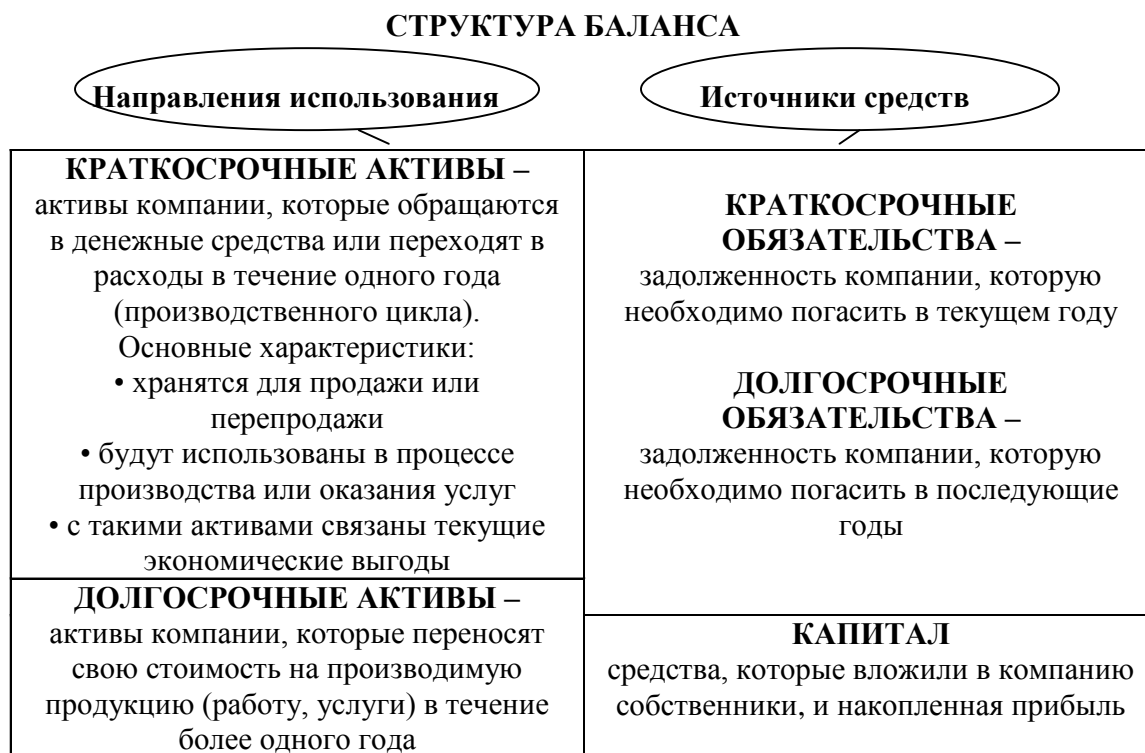 СТРУКТУРА БАЛАНСА
Направления использования
Источники средств
КРАТКОСРОЧНЫЕ АКТИВЫ –
активы компании, которые обращаются
в денежные средства или переходят в
расходы в течение одного года
(производственного цикла).
Основные характеристики:
• хранятся для продажи или
перепродажи
• будут использованы в процессе
производства или оказания услуг
• с такими активами связаны текущие
экономические выгоды
ДОЛГОСРОЧНЫЕ АКТИВЫ –
активы компании, которые переносят
свою стоимость на производимую
продукцию (работу, услуги) в течение
более одного года
КРАТКОСРОЧНЫЕ
ОБЯЗАТЕЛЬСТВА –
задолженность компании, которую
необходимо погасить в текущем году
ДОЛГОСРОЧНЫЕ
ОБЯЗАТЕЛЬСТВА –
задолженность компании, которую
необходимо погасить в последующие
годы
КАПИТАЛ
средства, которые вложили в компанию
собственники, и накопленная прибыль